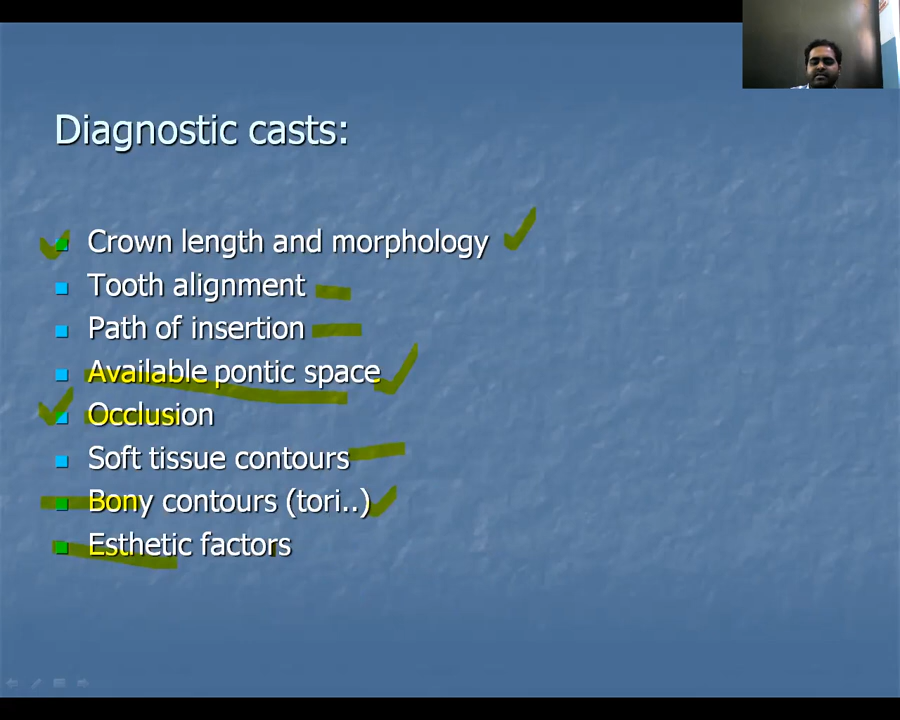 Diagnostic casts:
Crown length and morphology
Tooth alignment
Path of insertion
Available pontic space
Occlusion
Soft tissue contours
Bony contours (tori..)
Esthetic factors